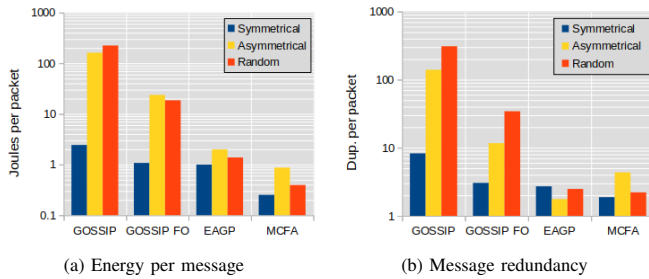 1000
100
10
1
0.1
Joules per packet
Symmetrical
Asymmetrical
Random
GOSSIP GOSSIP FO EAGP MCFA
(a) Energy per message
1000
100
10
1
Dup. per packet
Symmetrical
Asymmetrical
Random
GOSSIP GOSSIP FO EAGP MCFA
(b) Message redundancy